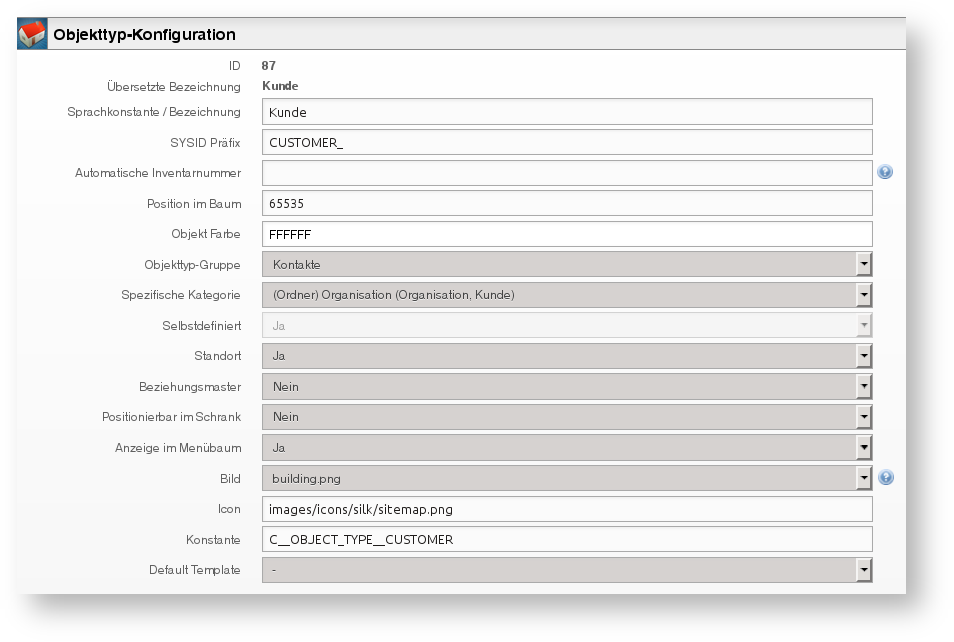 Objekttyp-Konfiguration
ID 87
Übersetzte Bezeichnung Kunde
Sprachkonstante / Bezeichnung Kunde
SYSID Präfix CUSTOMER_
Automatische Inventarnummer
Position im Baum 65535
Objekt Farbe FFFFFF
Objekttyp-Gruppe Kontakte
Spezifische Kategorie (Ordner) Organisation (Organisation, Kunde)
Selbstdefiniert Ja
Standort Ja
Beziehungsmaster Nein
Positionierbar im Schrank Nein
Anzeige im Menübaum Ja
Bild building.png
Icon images/icons/silk/sitemap.png
Konstante C__OBJECT_TYPE__CUSTOMER
Default Template -